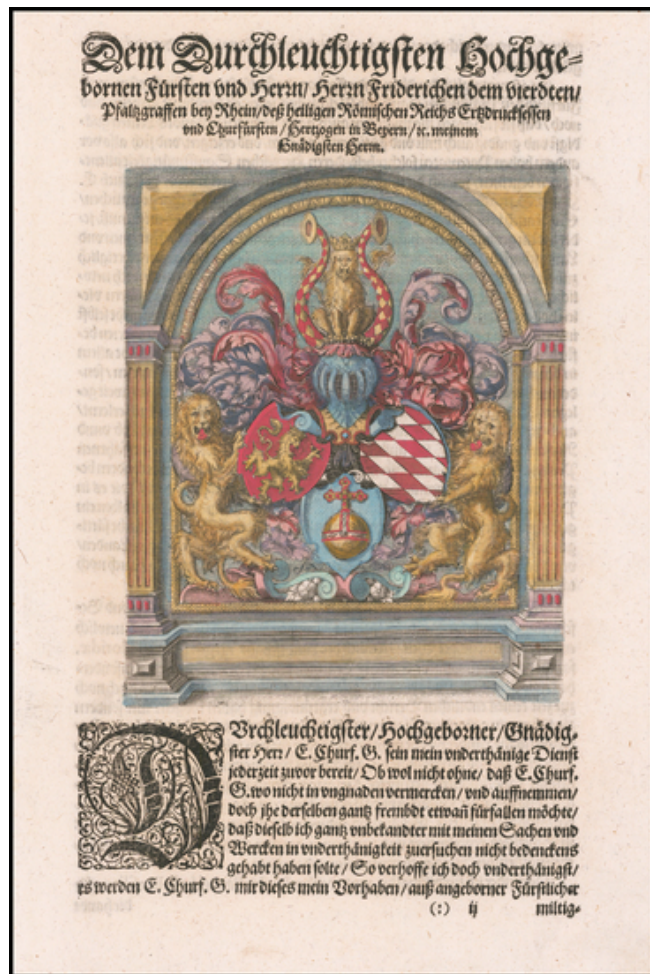 Dem Durchleuchtigsten Hochge-
bornen Fürsten vnd Herrn/ Herrn Friderichen dem vierdten/
Pfaltzgraffen bey Rhein/deß heiligen Römischen Reichs Ertzdrucksessen
vnd Churfürsten/ Hertzogen in Beyern/ ꝛc. meinem
Gnädigsten Herrn.
DVrchleuchtigster/Hochgeborner/Gnädig-
ster Herr/ E. Churf. G. sein mein vnderthänige Dienst
jederzeit zuvor bereit/ Ob wol nicht ohne/ daß E. Churf.
G. wo nicht in vngnaden vermercken/ vnd auffnemmen/
doch jhe derselben gantz frembdt etwañ fürfallen möchte/
daß dieselb ich gantz vnbekandter mit meinen Sachen vnd
Wercken in vnderthänigkeit zuersuchen nicht bedenckens
gehabt haben solte/ So verhoffe ich doch vnderthänigst/
es werden E. Churf. G. mir dieses mein Vorhaben/ auß angeborner Fürstlicher
(:) ij miltig-